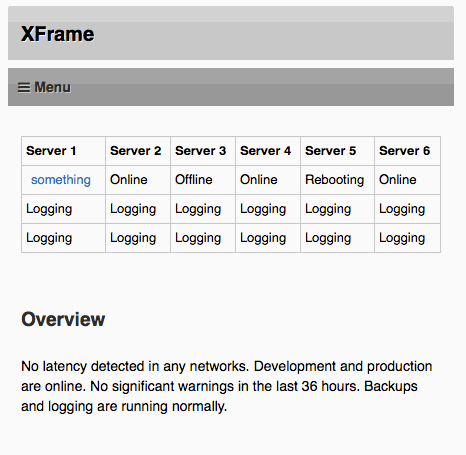 XFrame
Menu
Server 1 Server 2 Server 3 Server 4 Server 5 Server 6
something Online Offline Online Rebooting Online
Logging Logging Logging Logging Logging Logging
Logging Logging Logging Logging Logging Logging
Overview
No latency detected in any networks. Development and production
are online. No significant warnings in the last 36 hours. Backups
and logging are running normally.